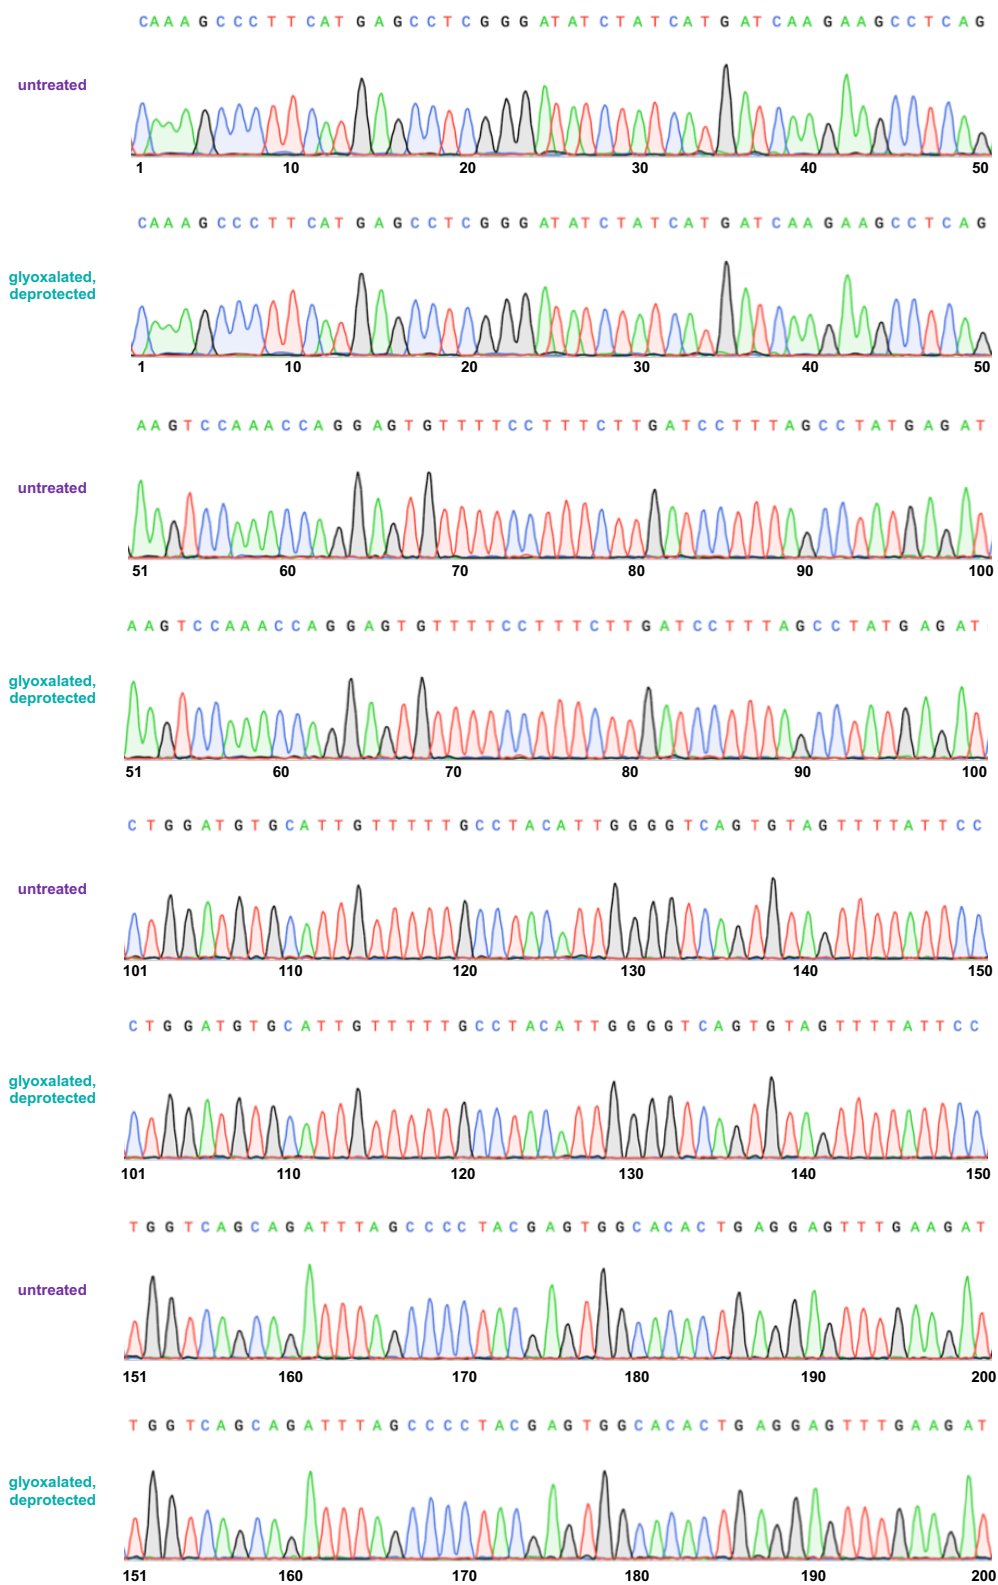 CAAAGCCCTTCATGAGCCTCGGGATATCTATCATGATCAAGAAGCCTCAG
untreated
1 10 20 30 40 50
CAAAGCCCTTCATGAGCCTCGGGATATCTATCATGATCAAGAAGCCTCAG
glyoxalated,
deprotected
1 10 20 30 40 50
AAGTCCAAACCAGGAGTGTTTTCCTTTCTTGATCCTTTAGCCTATGAGAT
untreated
51 60 70 80 90 100
AAGTCCAAACCAGGAGTGTTTTCCTTTCTTGATCCTTTAGCCTATGAGAT
glyoxalated,
deprotected
51 60 70 80 90 100
CTGGATGTGCATTGTTTTTGCCTACATTGGGGTCAGTGTAGTTTTATTCC
untreated
101 110 120 130 140 150
CTGGATGTGCATTGTTTTTGCCTACATTGGGGTCAGTGTAGTTTTATTCC
glyoxalated,
deprotected
101 110 120 130 140 150
TGGTCAGCAGATTTAGCCCCTACGAGTGGCACACTGAGGAGTTTGAAGAT
untreated
151 160 170 180 190 200
TGGTCAGCAGATTTAGCCCCTACGAGTGGCACACTGAGGAGTTTGAAGAT
glyoxalated,
deprotected
151 160 170 180 190 200